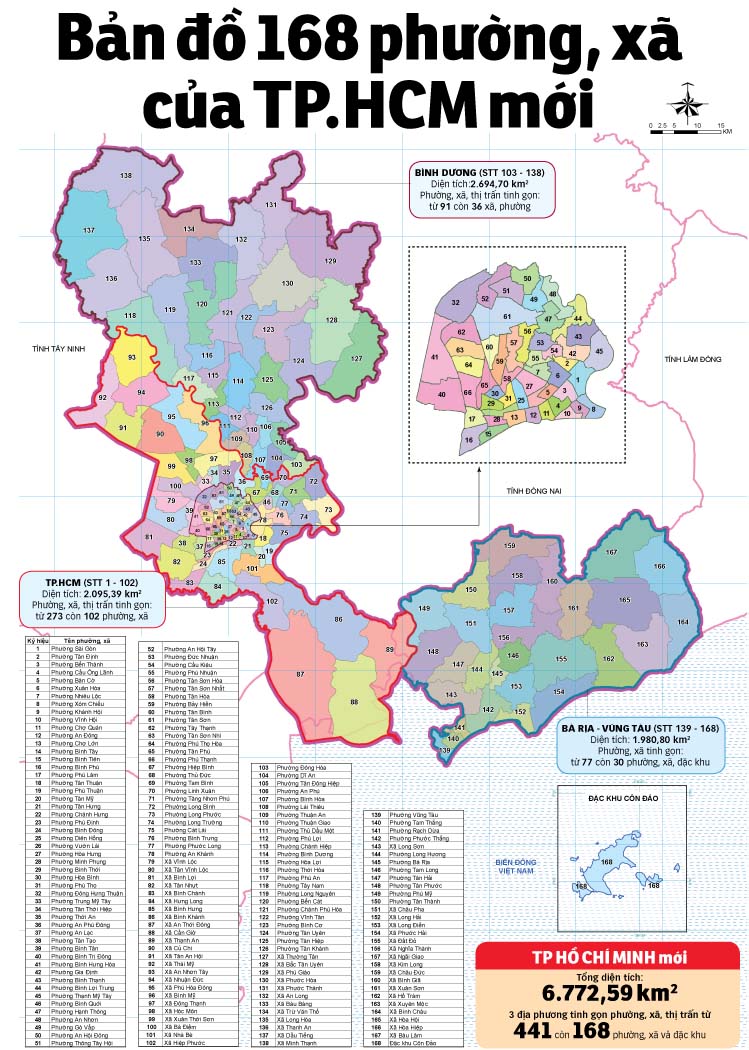 Bản đồ 168 phường, xã
của TP.HCM mới
0 2.5 5 10 15
KM
BÌNH DƯƠNG (STT 103 - 138)
Diện tích:2.694,70 km²
Phường, xã, thị trấn tinh gọn:
từ 91 còn 36 xã, phường
TỈNH TÂY NINH
TỈNH LÂM ĐỒNG
TỈNH ĐỒNG NAI
TP.HCM (STT 1 - 102)
Diện tích: 2.095,39 km²
Phường, xã, thị trấn tinh gọn:
từ 273 còn 102 phường, xã
BÀ RỊA - VŨNG TÀU (STT 139 - 168)
Diện tích: 1.980,80 km²
Phường, xã tinh gọn:
từ 77 còn 30 phường, xã, đặc khu
ĐẶC KHU CÔN ĐẢO
168
168
168
BIỂN ĐÔNG
VIỆT NAM
Ký hiệu Tên phường, xã
1 Phường Sài Gòn
2 Phường Tân Định
3 Phường Bến Thành
4 Phường Cầu Ông Lãnh
5 Phường Bàn Cờ
6 Phường Xuân Hòa
7 Phường Nhiêu Lộc
8 Phường Xóm Chiếu
9 Phường Khánh Hội
10 Phường Vĩnh Hội
11 Phường Chợ Quán
12 Phường An Đông
13 Phường Chợ Lớn
14 Phường Bình Tây
15 Phường Bình Tiên
16 Phường Bình Phú
17 Phường Phú Lâm
18 Phường Tân Thuận
19 Phường Phú Thuận
20 Phường Tân Mỹ
21 Phường Tân Hưng
22 Phường Chánh Hưng
23 Phường Phú Định
24 Phường Bình Đông
25 Phường Diên Hồng
26 Phường Vườn Lài
27 Phường Hòa Hưng
28 Phường Minh Phụng
29 Phường Bình Thới
30 Phường Hòa Bình
31 Phường Phú Thọ
32 Phường Đông Hưng Thuận
33 Phường Trung Mỹ Tây
34 Phường Tân Thới Hiệp
35 Phường Thới An
36 Phường An Phú Đông
37 Phường An Lạc
38 Phường Tân Tạo
39 Phường Bình Tân
40 Phường Bình Trị Đông
41 Phường Bình Hưng Hòa
42 Phường Gia Định
43 Phường Bình Thạnh
44 Phường Bình Lợi Trung
45 Phường Thạnh Mỹ Tây
46 Phường Bình Quới
47 Phường Hạnh Thông
48 Phường An Nhơn
49 Phường Gò Vấp
50 Phường An Hội Đông
51 Phường Thông Tây Hội
52 Phường An Hội Tây
53 Phường Đức Nhuận
54 Phường Cầu Kiệu
55 Phường Phú Nhuận
56 Phường Tân Sơn Hòa
57 Phường Tân Sơn Nhất
58 Phường Tân Hòa
59 Phường Bảy Hiền
60 Phường Tân Bình
61 Phường Tân Sơn
62 Phường Tây Thạnh
63 Phường Tân Sơn Nhì
64 Phường Phú Thọ Hòa
65 Phường Tân Phú
66 Phường Phú Thạnh
67 Phường Hiệp Bình
68 Phường Thủ Đức
69 Phường Tam Bình
70 Phường Linh Xuân
71 Phường Tăng Nhơn Phú
72 Phường Long Bình
73 Phường Long Phước
74 Phường Long Trường
75 Phường Cát Lái
76 Phường Bình Trưng
77 Phường Phước Long
78 Phường An Khánh
79 Xã Vĩnh Lộc
80 Xã Tân Vĩnh Lộc
81 Xã Bình Lợi
82 Xã Tân Nhựt
83 Xã Bình Chánh
84 Xã Hưng Long
85 Xã Bình Hưng
86 Xã Bình Khánh
87 Xã An Thới Đông
88 Xã Cần Giờ
89 Xã Thạnh An
90 Xã Củ Chi
91 Xã Tân An Hội
92 Xã Thái Mỹ
93 Xã An Nhơn Tây
94 Xã Nhuận Đức
95 Xã Phú Hòa Đông
96 Xã Bình Mỹ
97 Xã Đông Thạnh
98 Xã Hóc Môn
99 Xã Xuân Thới Sơn
100 Xã Bà Điểm
101 Xã Nhà Bè
102 Xã Hiệp Phước
103 Phường Đông Hòa
104 Phường Dĩ An
105 Phường Tân Đông Hiệp
106 Phường An Phú
107 Phường Bình Hòa
108 Phường Lái Thiêu
109 Phường Thuận An
110 Phường Thuận Giao
111 Phường Thủ Dầu Một
112 Phường Phú Lợi
113 Phường Chánh Hiệp
114 Phường Bình Dương
115 Phường Hòa Lợi
116 Phường Thới Hòa
117 Phường Phú An
118 Phường Tây Nam
119 Phường Long Nguyên
120 Phường Bến Cát
121 Phường Chánh Phú Hòa
122 Phường Vĩnh Tân
123 Phường Bình Cơ
124 Phường Tân Uyên
125 Phường Tân Hiệp
126 Phường Tân Khánh
127 Xã Thường Tân
128 Xã Bắc Tân Uyên
129 Xã Phú Giáo
130 Xã Phước Hòa
131 Xã Phước Thành
132 Xã An Long
133 Xã Bàu Bàng
134 Xã Trừ Văn Thố
135 Xã Long Hòa
136 Xã Thanh An
137 Xã Dầu Tiếng
138 Xã Minh Thạnh
139 Phường Vũng Tàu
140 Phường Tam Thắng
141 Phường Rạch Dừa
142 Phường Phước Thắng
143 Xã Long Sơn
144 Phường Long Hương
145 Phường Bà Rịa
146 Phường Tam Long
147 Phường Tân Hải
148 Phường Tân Phước
149 Phường Phú Mỹ
150 Phường Tân Thành
151 Xã Châu Pha
152 Xã Long Hải
153 Xã Long Điền
154 Xã Phước Hải
155 Xã Đất Đỏ
156 Xã Nghĩa Thành
157 Xã Ngãi Giao
158 Xã Kim Long
159 Xã Châu Đức
160 Xã Bình Giã
161 Xã Xuân Sơn
162 Xã Hồ Tràm
163 Xã Xuyên Mộc
164 Xã Bình Châu
165 Xã Hòa Hội
166 Xã Hòa Hiệp
167 Xã Bàu Lâm
168 Đặc khu Côn Đảo
TP HỒ CHÍ MINH mới
Tổng diện tích:
6.772,59 km²
3 địa phương tinh gọn phường, xã, thị trấn từ
441 còn 168 phường, xã và đặc khu